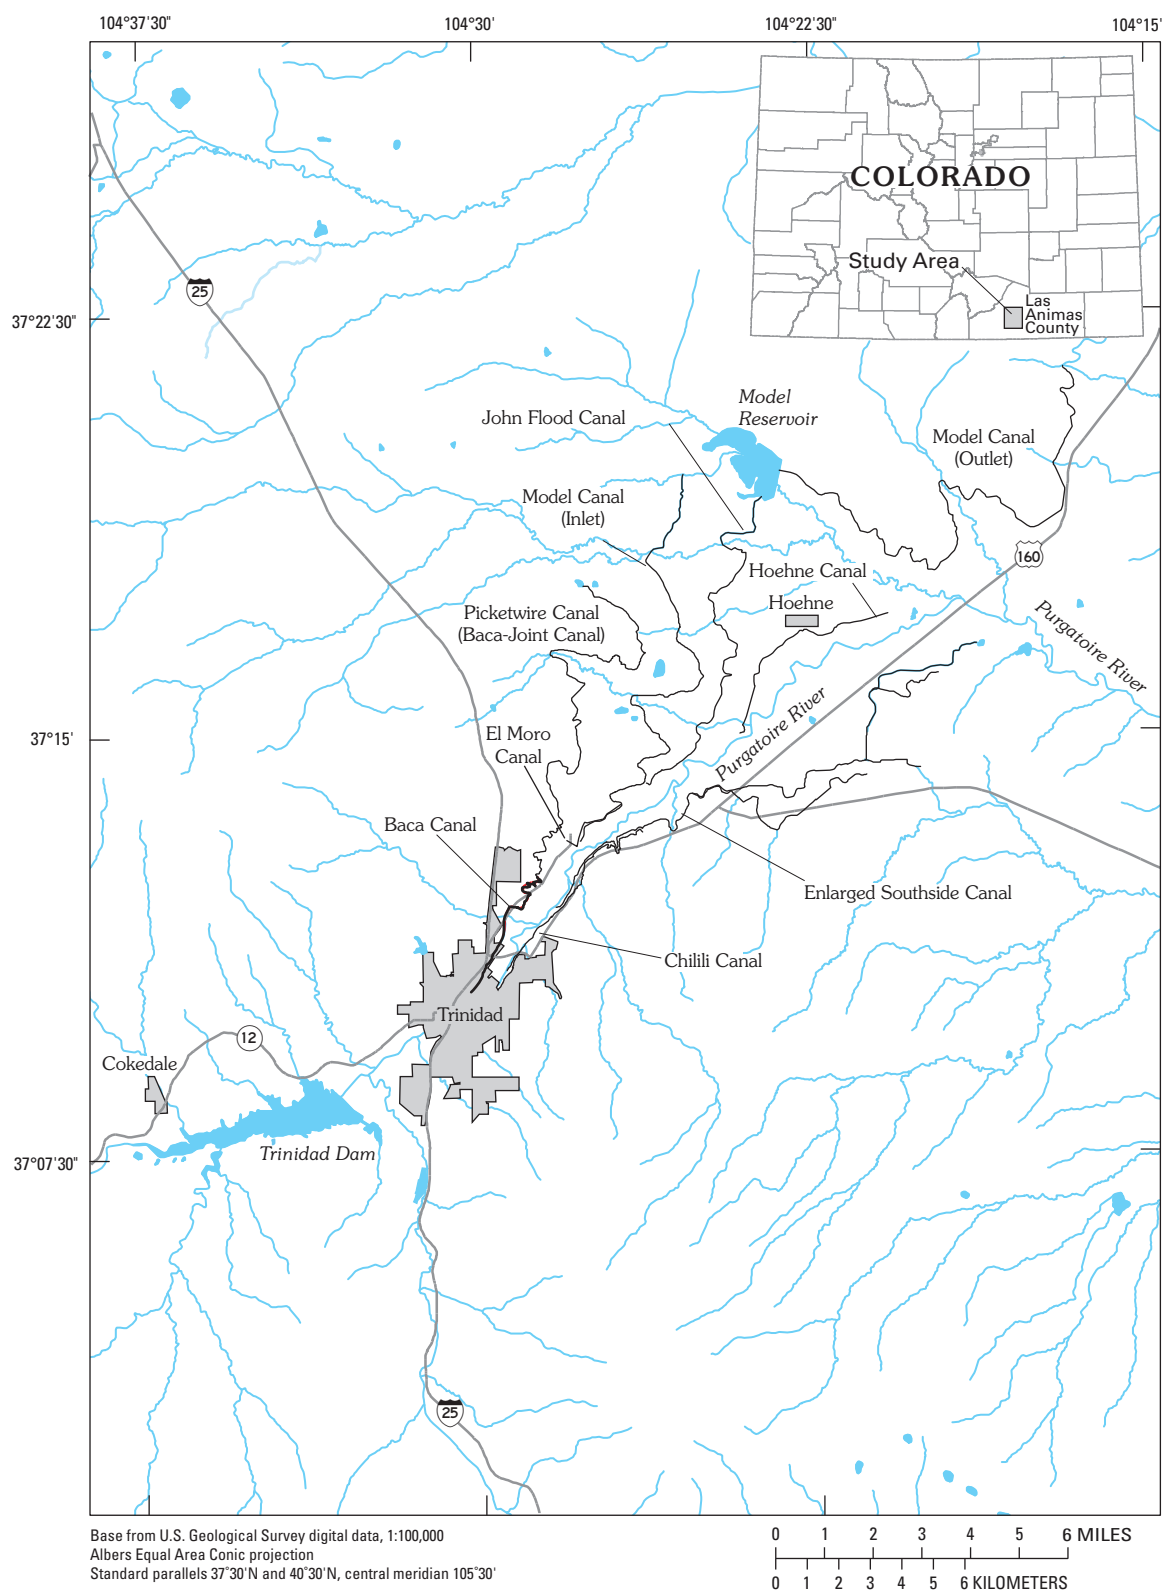 104°37'30"
104°30'
104°22'30"
104°15'
COLORADO
Study Area
Las
Animas
County
25
37°22'30"
Model
Reservoir
John Flood Canal
Model Canal
(Outlet)
Model Canal
(Inlet)
160
Hoehne Canal
Hoehne
Picketwire Canal
(Baca-Joint Canal)
Purgatoire River
Purgatoire River
37°15'
El Moro
Canal
Baca Canal
Enlarged Southside Canal
Chilili Canal
Trinidad
12
Cokedale
Trinidad Dam
37°07'30"
25
Base from U.S. Geological Survey digital data, 1:100,000
Albers Equal Area Conic projection
Standard parallels 37°30'N and 40°30'N, central meridian 105°30'
0 1 2 3 4 5 6 MILES
0 1 2 3 4 5 6 KILOMETERS